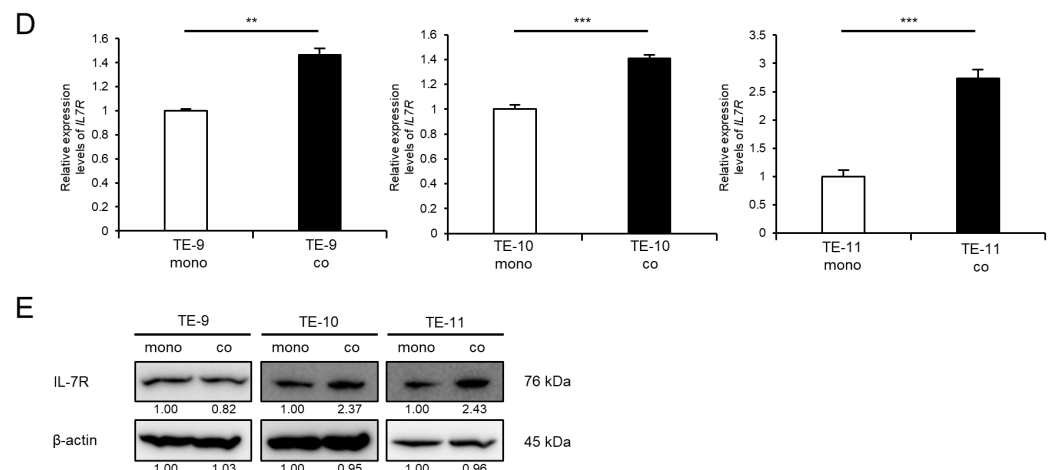 D
**
***
***
Relative expression
levels of IL7R
1.6
1.4
1.2
1
0.8
0.6
0.4
0.2
0
TE-9
mono
TE-9
co
Relative expression
levels of IL7R
1.6
1.4
1.2
1
0.8
0.6
0.4
0.2
0
TE-10
mono
TE-10
co
Relative expression
levels of IL7R
3.5
3
2.5
2
1.5
1
0.5
0
TE-11
mono
TE-11
co
E
TE-9 TE-10 TE-11
mono co mono co mono co
IL-7R 76 kDa
1.00 0.82 1.00 2.37 1.00 2.43
β-actin 45 kDa
1.00 1.03 1.00 0.95 1.00 0.96